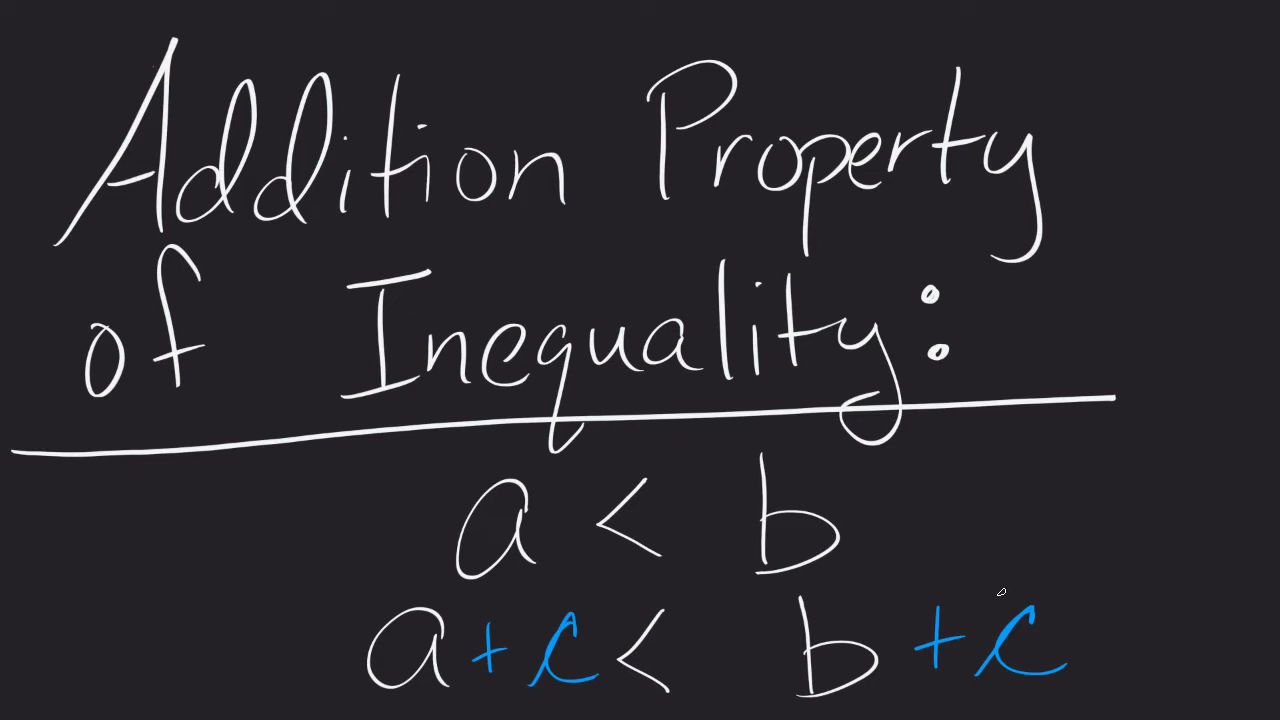 Addition Property
of Inequality:
a < b
a + c < b + c